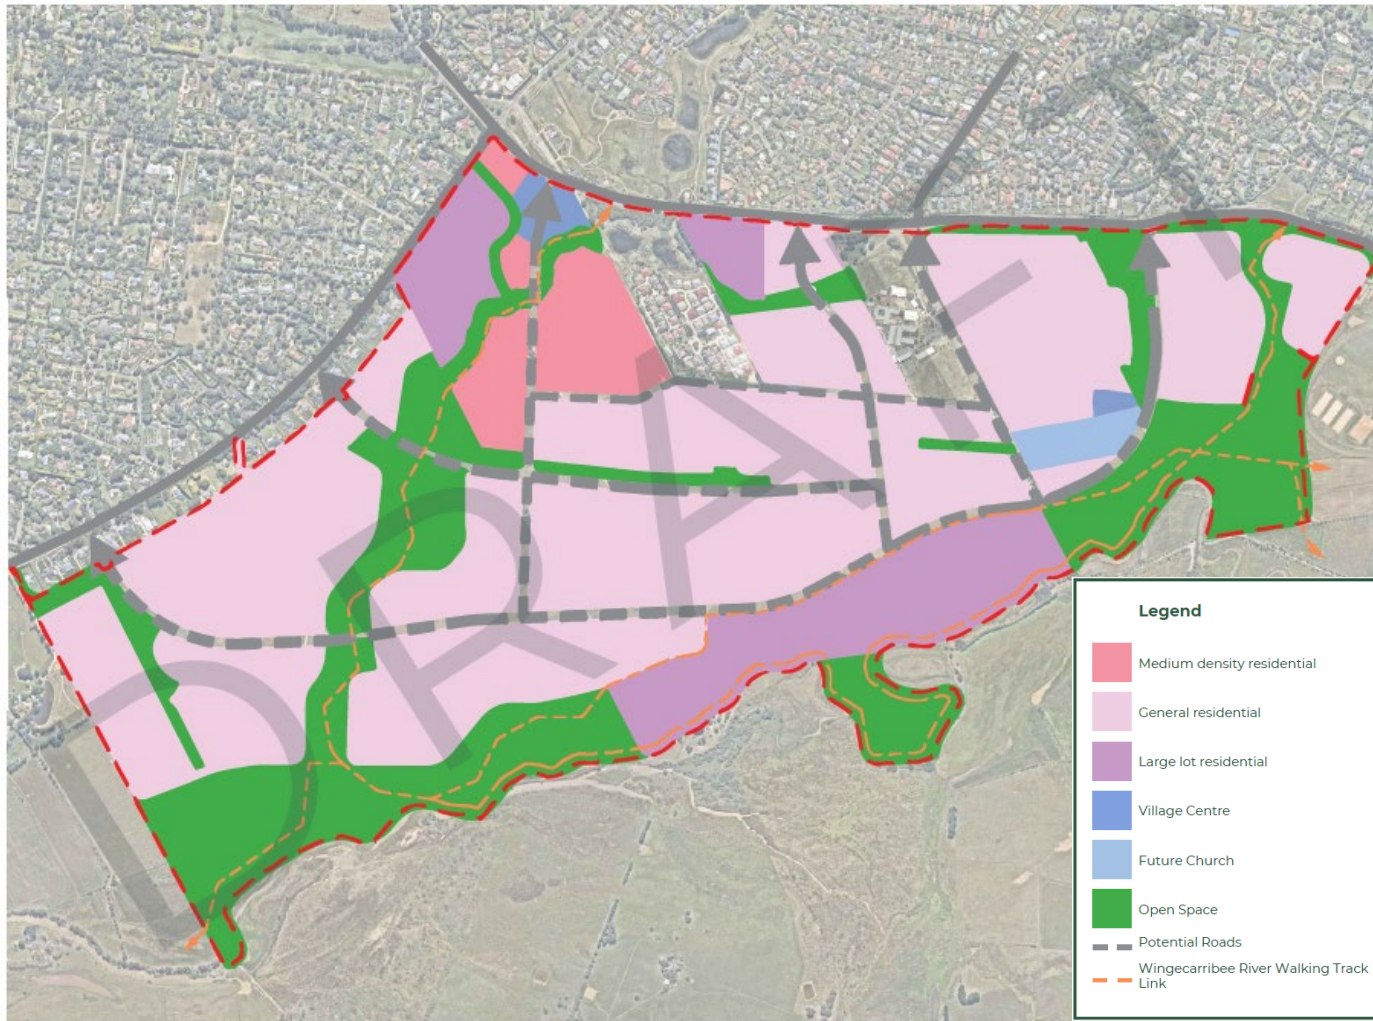 DRAFT
Legend
Medium density residential
General residential
Large lot residential
Village Centre
Future Church
Open Space
Potential Roads
Wingecarribee River Walking Track
Link